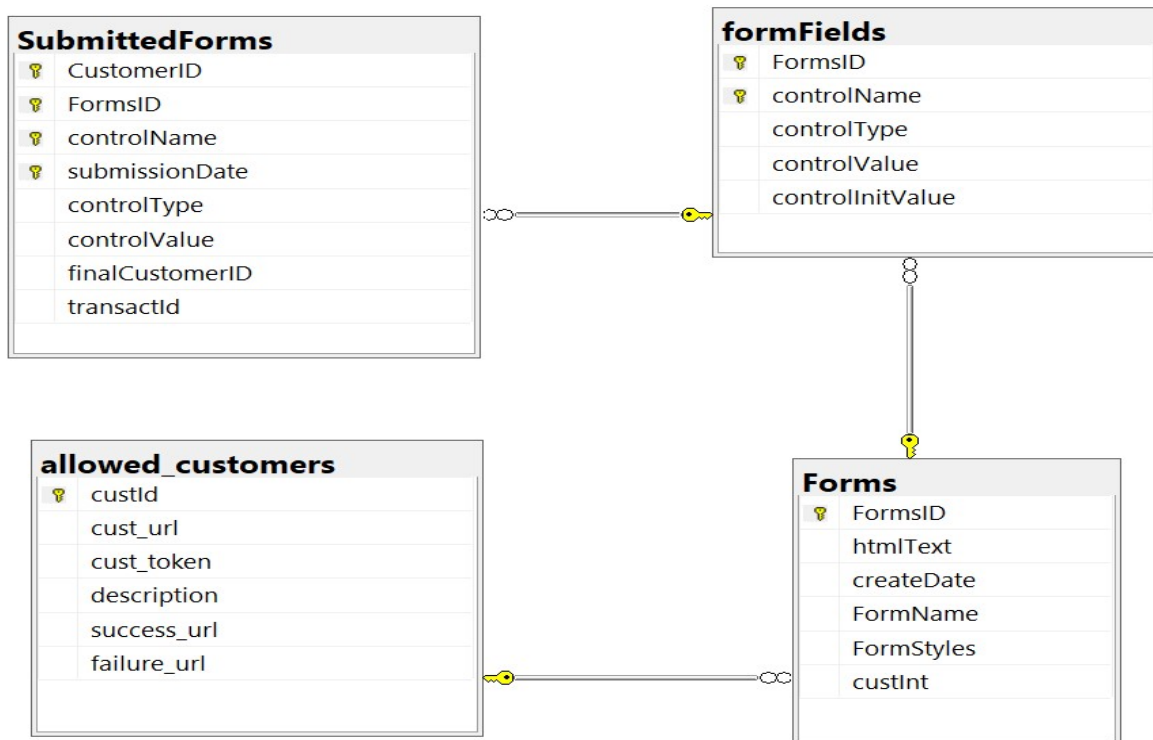 SubmittedForms
CustomerID
FormsID
controlName
submissionDate
controlType
controlValue
finalCustomerID
transactId
formFields
FormsID
controlName
controlType
controlValue
controlInitValue
allowed_customers
custId
cust_url
cust_token
description
success_url
failure_url
Forms
FormsID
htmlText
createDate
FormName
FormStyles
custInt